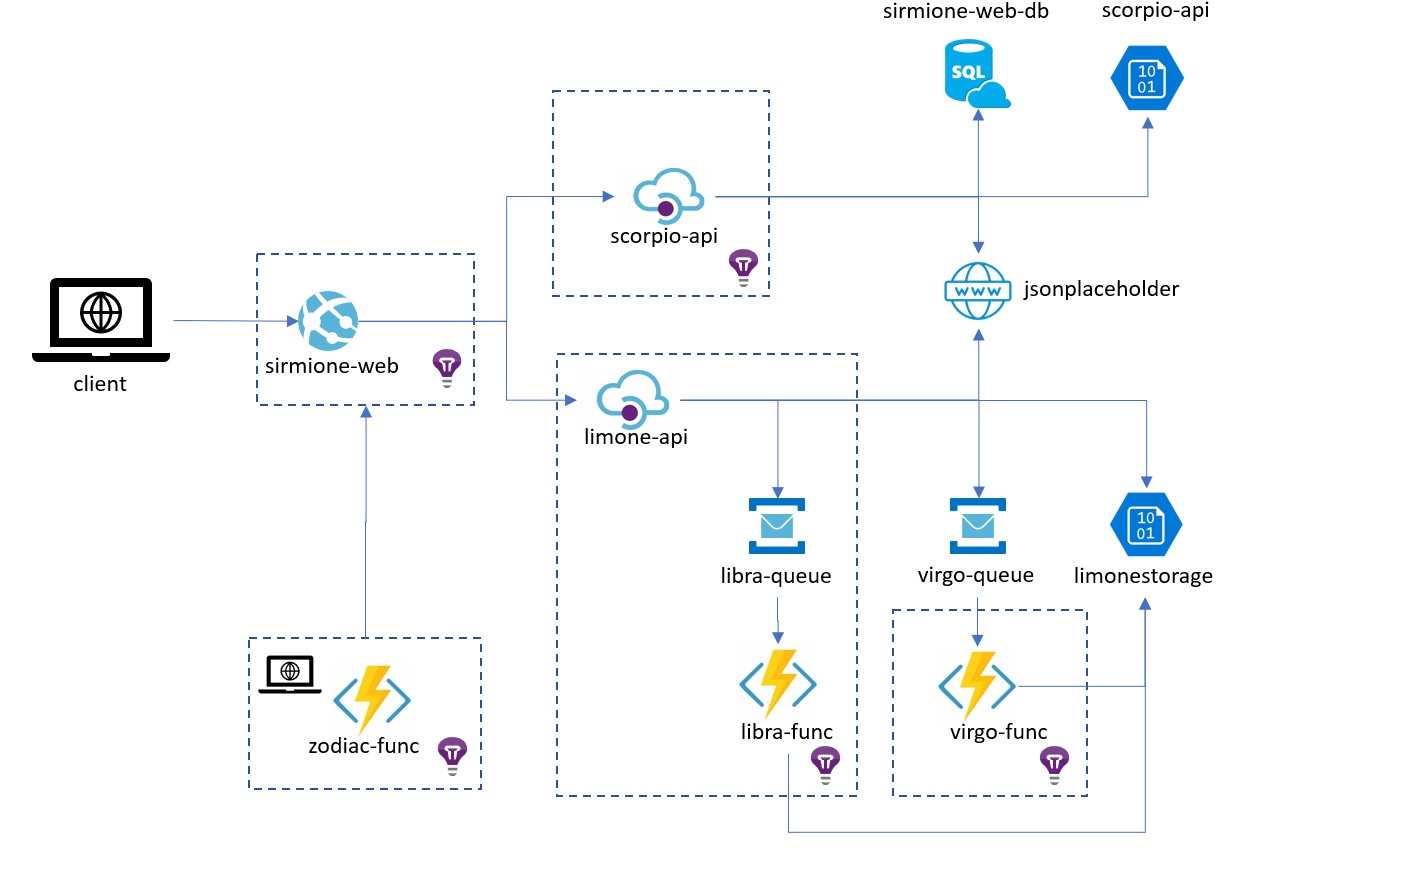 sirmione-web-db
scorpio-api
SQL
10
01
scorpio-api
www
jsonplaceholder
sirmione-web
client
limone-api
10
01
libra-queue
virgo-queue
limonestorage
zodiac-func
libra-func
virgo-func